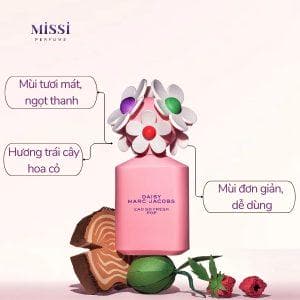 MiSSi
PERFUME
Mùi tươi mát,
ngọt thanh
Hương trái cây
hoa cỏ
Mùi đơn giản,
dễ dùng
DAISY
MARC JACOBS
EAU SO FRESH
POP